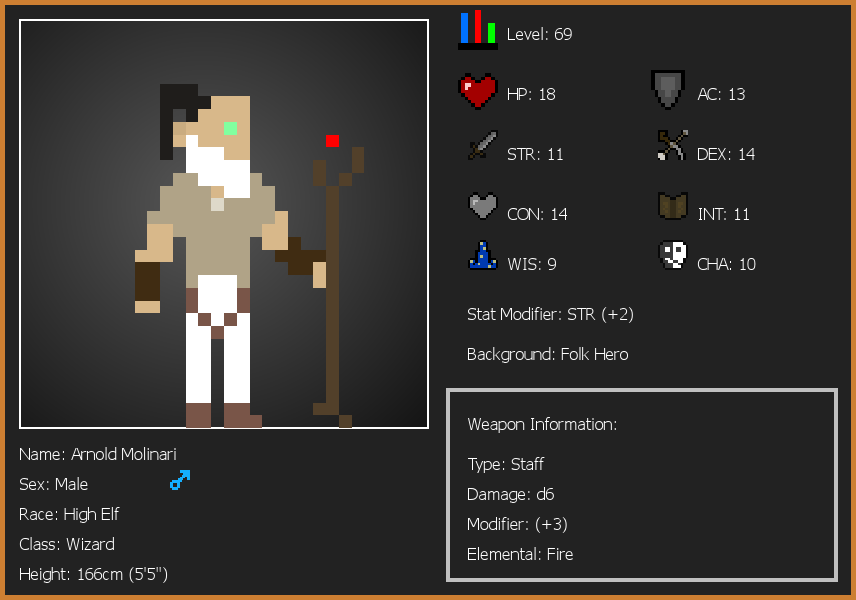 Level: 69
HP: 18
AC: 13
STR: 11
DEX: 14
CON: 14
INT: 11
WIS: 9
CHA: 10
Stat Modifier: STR (+2)
Background: Folk Hero
Weapon Information:
Type: Staff
Damage: d6
Modifier: (+3)
Elemental: Fire
Name: Arnold Molinari
Sex: Male
Race: High Elf
Class: Wizard
Height: 166cm (5'5")